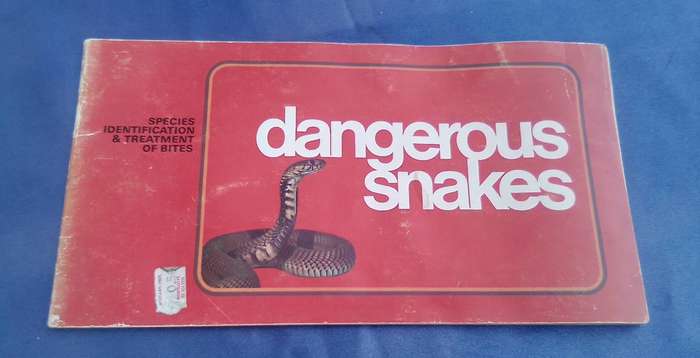 SPECIES
IDENTIFICATION
& TREATMENT
OF BITES
dangerous
snakes